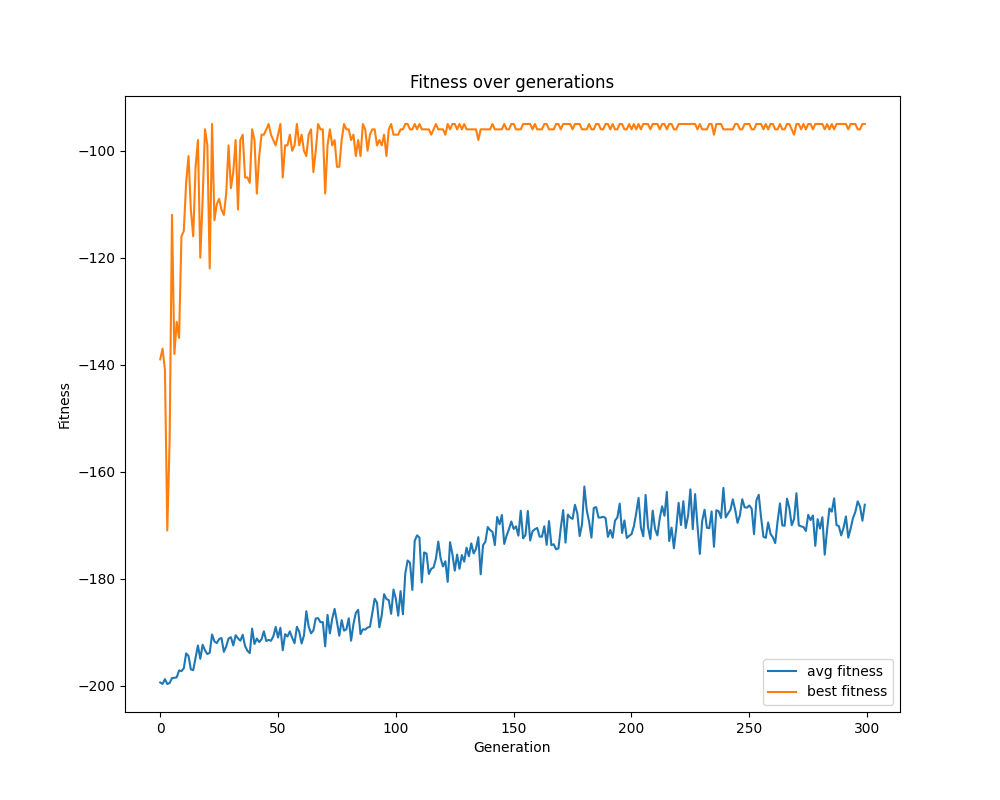 Fitness over generations
Fitness
−100
−120
−140
−160
−180
−200
0 50 100 150 200 250 300
Generation
avg fitness
best fitness